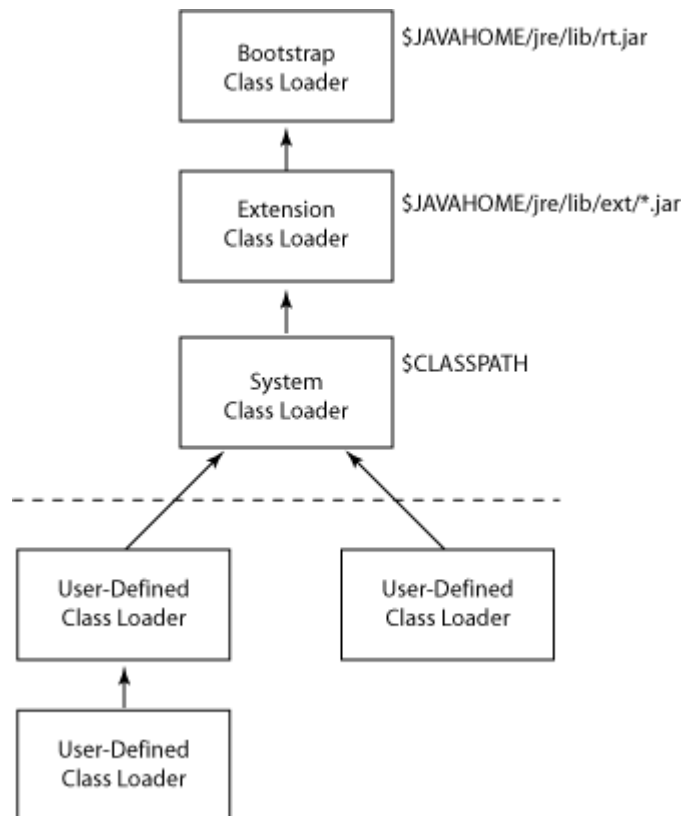 Bootstrap
Class Loader
$JAVAHOME/jre/lib/rt.jar
Extension
Class Loader
$JAVAHOME/jre/lib/ext/*.jar
System
Class Loader
$CLASSPATH
User-Defined
Class Loader
User-Defined
Class Loader
User-Defined
Class Loader